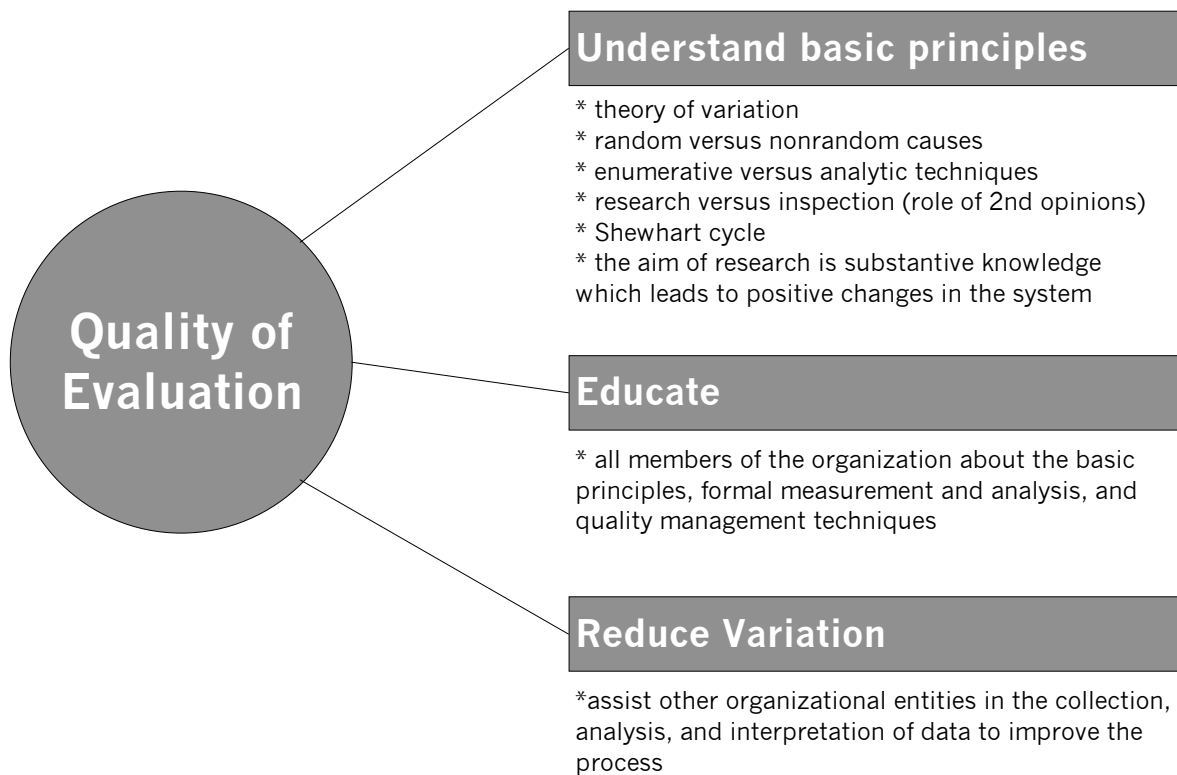 Understand basic principles
* theory of variation
* random versus nonrandom causes
* enumerative versus analytic techniques
* research versus inspection (role of 2nd opinions)
* Shewhart cycle
* the aim of research is substantive knowledge
which leads to positive changes in the system
Quality of
Evaluation
Educate
* all members of the organization about the basic
principles, formal measurement and analysis, and
quality management techniques
Reduce Variation
*assist other organizational entities in the collection,
analysis, and interpretation of data to improve the
process